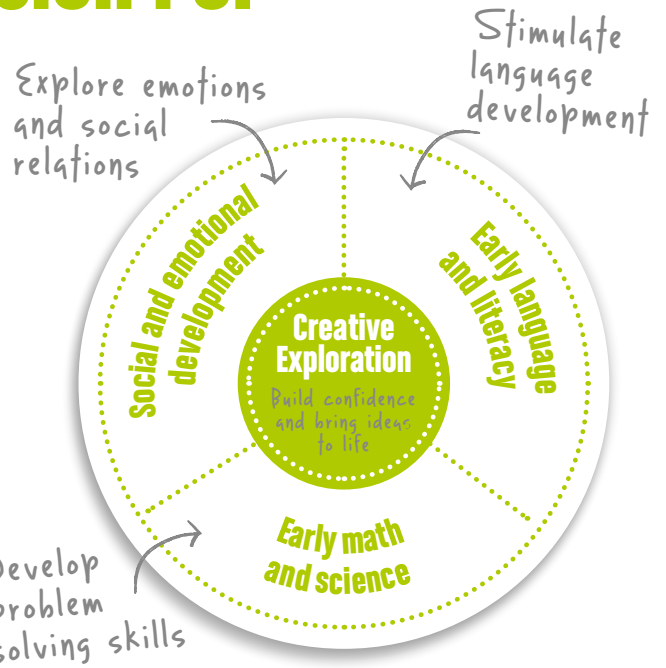 Stimulate
language
development
Explore emotions
and social
relations
Social and emotional
development
Early language
and literacy
Creative
Exploration
Build confidence
and bring ideas
to life
Early math
and science
Develop
problem
solving skills